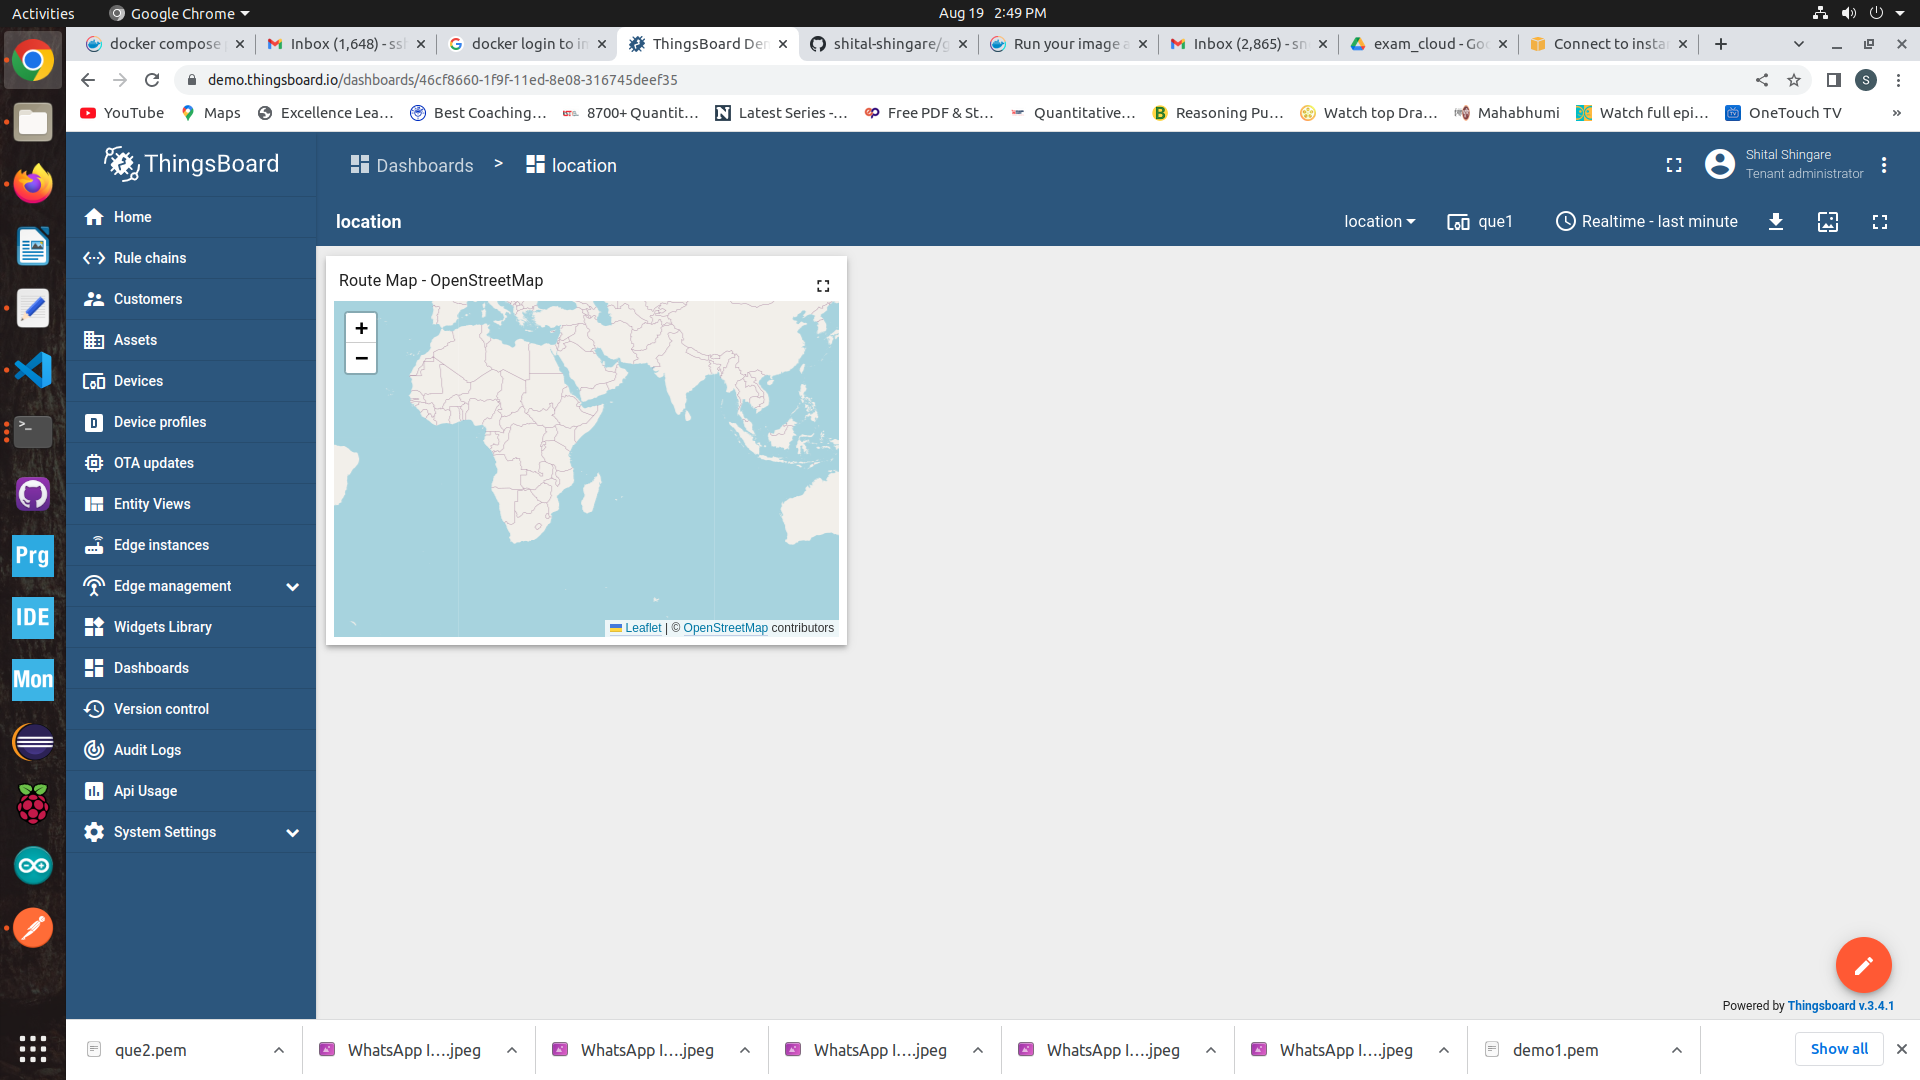 Activities
Google Chrome
Aug 19 2:49 PM
docker compose
Inbox (1,648) - ss
docker login to i
ThingsBoard De
shital-shingare/g
Run your image a
Inbox (2,865) - sn
exam_cloud - Goo
Connect to insta
demo.thingsboard.io/dashboards/46cf8660-1f9f-11ed-8e08-316745deef35
S
YouTube
Maps
Excellence Lea...
Best Coaching...
8700+ Quantit...
Latest Series -...
Free PDF & St...
Quantitative...
Reasoning Pu...
Watch top Dra...
Mahabhumi
Watch full epi...
OneTouch TV
»
ThingsBoard
Dashboards > location
Shital Shingare
Tenant administrator
location
location
que1
Realtime - last minute
Home
Rule chains
Customers
Assets
Devices
Device profiles
OTA updates
Entity Views
Edge instances
Edge management
Widgets Library
Dashboards
Version control
Audit Logs
Api Usage
System Settings
Prg
IDE
Mon
Route Map - OpenStreetMap
+
−
Leaflet | © OpenStreetMap contributors
Powered by Thingsboard v.3.4.1
que2.pem
WhatsApp I....jpeg
WhatsApp I....jpeg
WhatsApp I....jpeg
WhatsApp I....jpeg
WhatsApp I....jpeg
demo1.pem
Show all